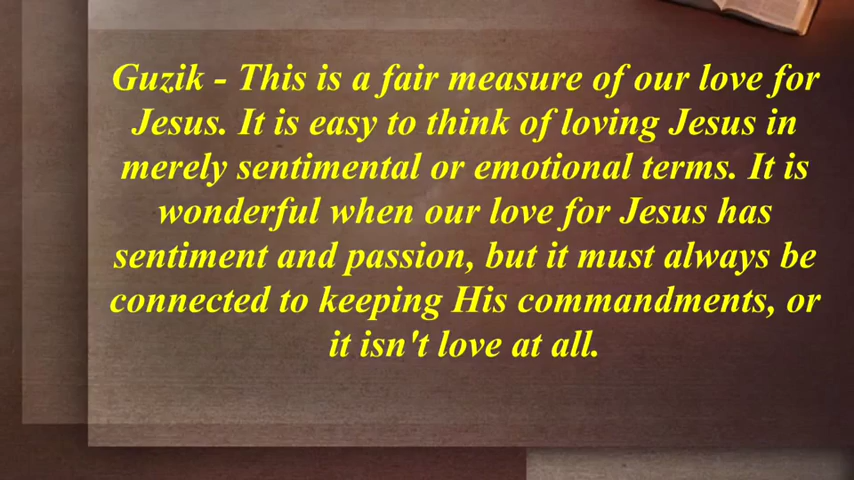 Guzik - This is a fair measure of our love for
Jesus. It is easy to think of loving Jesus in
merely sentimental or emotional terms. It is
wonderful when our love for Jesus has
sentiment and passion, but it must always be
connected to keeping His commandments, or
it isn't love at all.